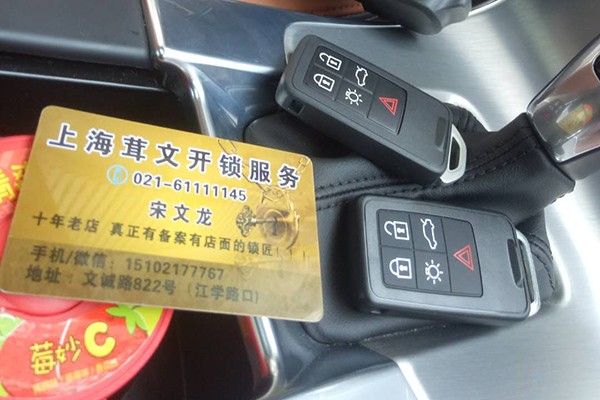 上海茸文开锁服务
021-61111145
宋文龙
十年老店 真正有备案有店面的锁匠!
手机/微信:15102177767
地址:文诚路822号(江学路口)
莓妙C